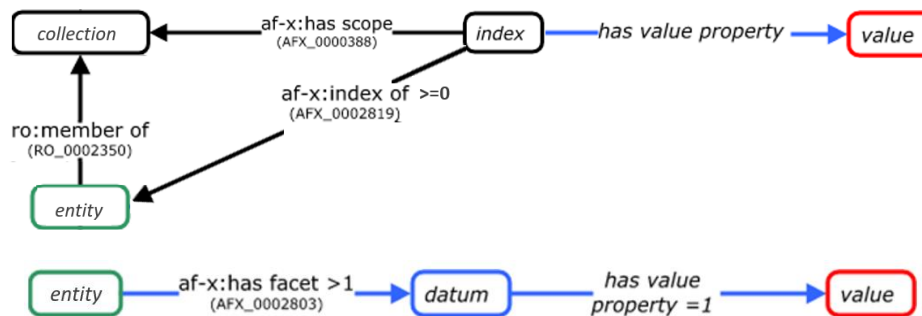 collection
af-x:has scope
(AFX_0000388)
index
has value property
value
af-x:index of >=0
(AFX_0002819)
ro:member of
(RO_0002350)
entity
entity
af-x:has facet >1
(AFX_0002803)
datum
has value
property =1
value